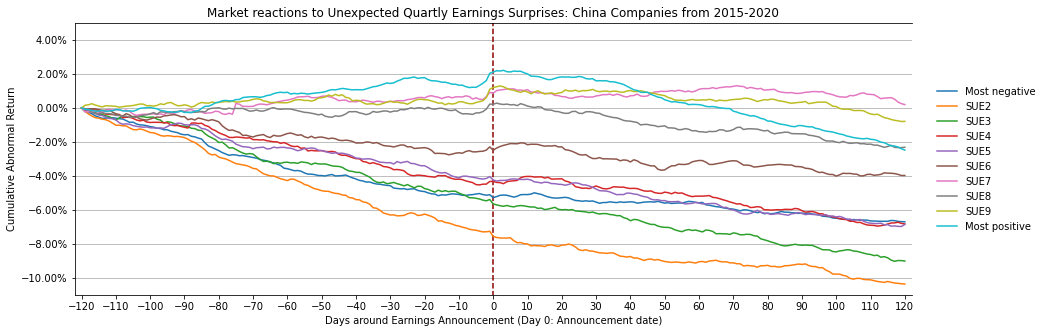 Market reactions to Unexpected Quartly Earnings Surprises: China Companies from 2015-2020
Cumulative Abnormal Return
4.00%
2.00%
0.00%
−2.00%
−4.00%
−6.00%
−8.00%
−10.00%
−120 −110 −100 −90 −80 −70 −60 −50 −40 −30 −20 −10 0 10 20 30 40 50 60 70 80 90 100 110 120
Days around Earnings Announcement (Day 0: Announcement date)
Most negative
SUE2
SUE3
SUE4
SUE5
SUE6
SUE7
SUE8
SUE9
Most positive